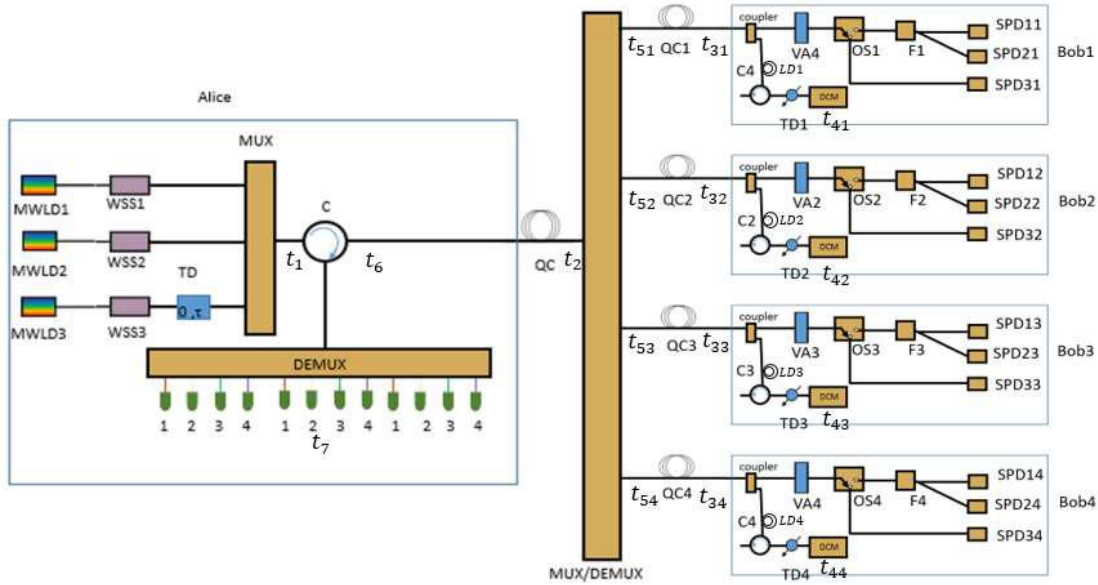 Alice
MUX
MWLD1
WSS1
MWLD2
WSS2
TD
MWLD3
WSS3
τ, 0
C
t₁
t₆
QC
t₂
DEMUX
1 2 3 4 1 2 3 4 1 2 3 4
t₇
MUX/DEMUX
t₅₁
QC1
t₃₁
coupler
VA4
OS1
F1
SPD11
SPD21
SPD31
Bob1
C4
LD1
TD1
DCM
t₄₁
t₅₂
QC2
t₃₂
coupler
VA2
OS2
F2
SPD12
SPD22
SPD32
Bob2
C2
LD2
TD2
DCM
t₄₂
t₅₃
QC3
t₃₃
coupler
VA3
OS3
F3
SPD13
SPD23
SPD33
Bob3
C3
LD3
TD3
DCM
t₄₃
t₅₄
QC4
t₃₄
coupler
VA4
OS4
F4
SPD14
SPD24
SPD34
Bob4
C4
LD4
TD4
DCM
t₄₄